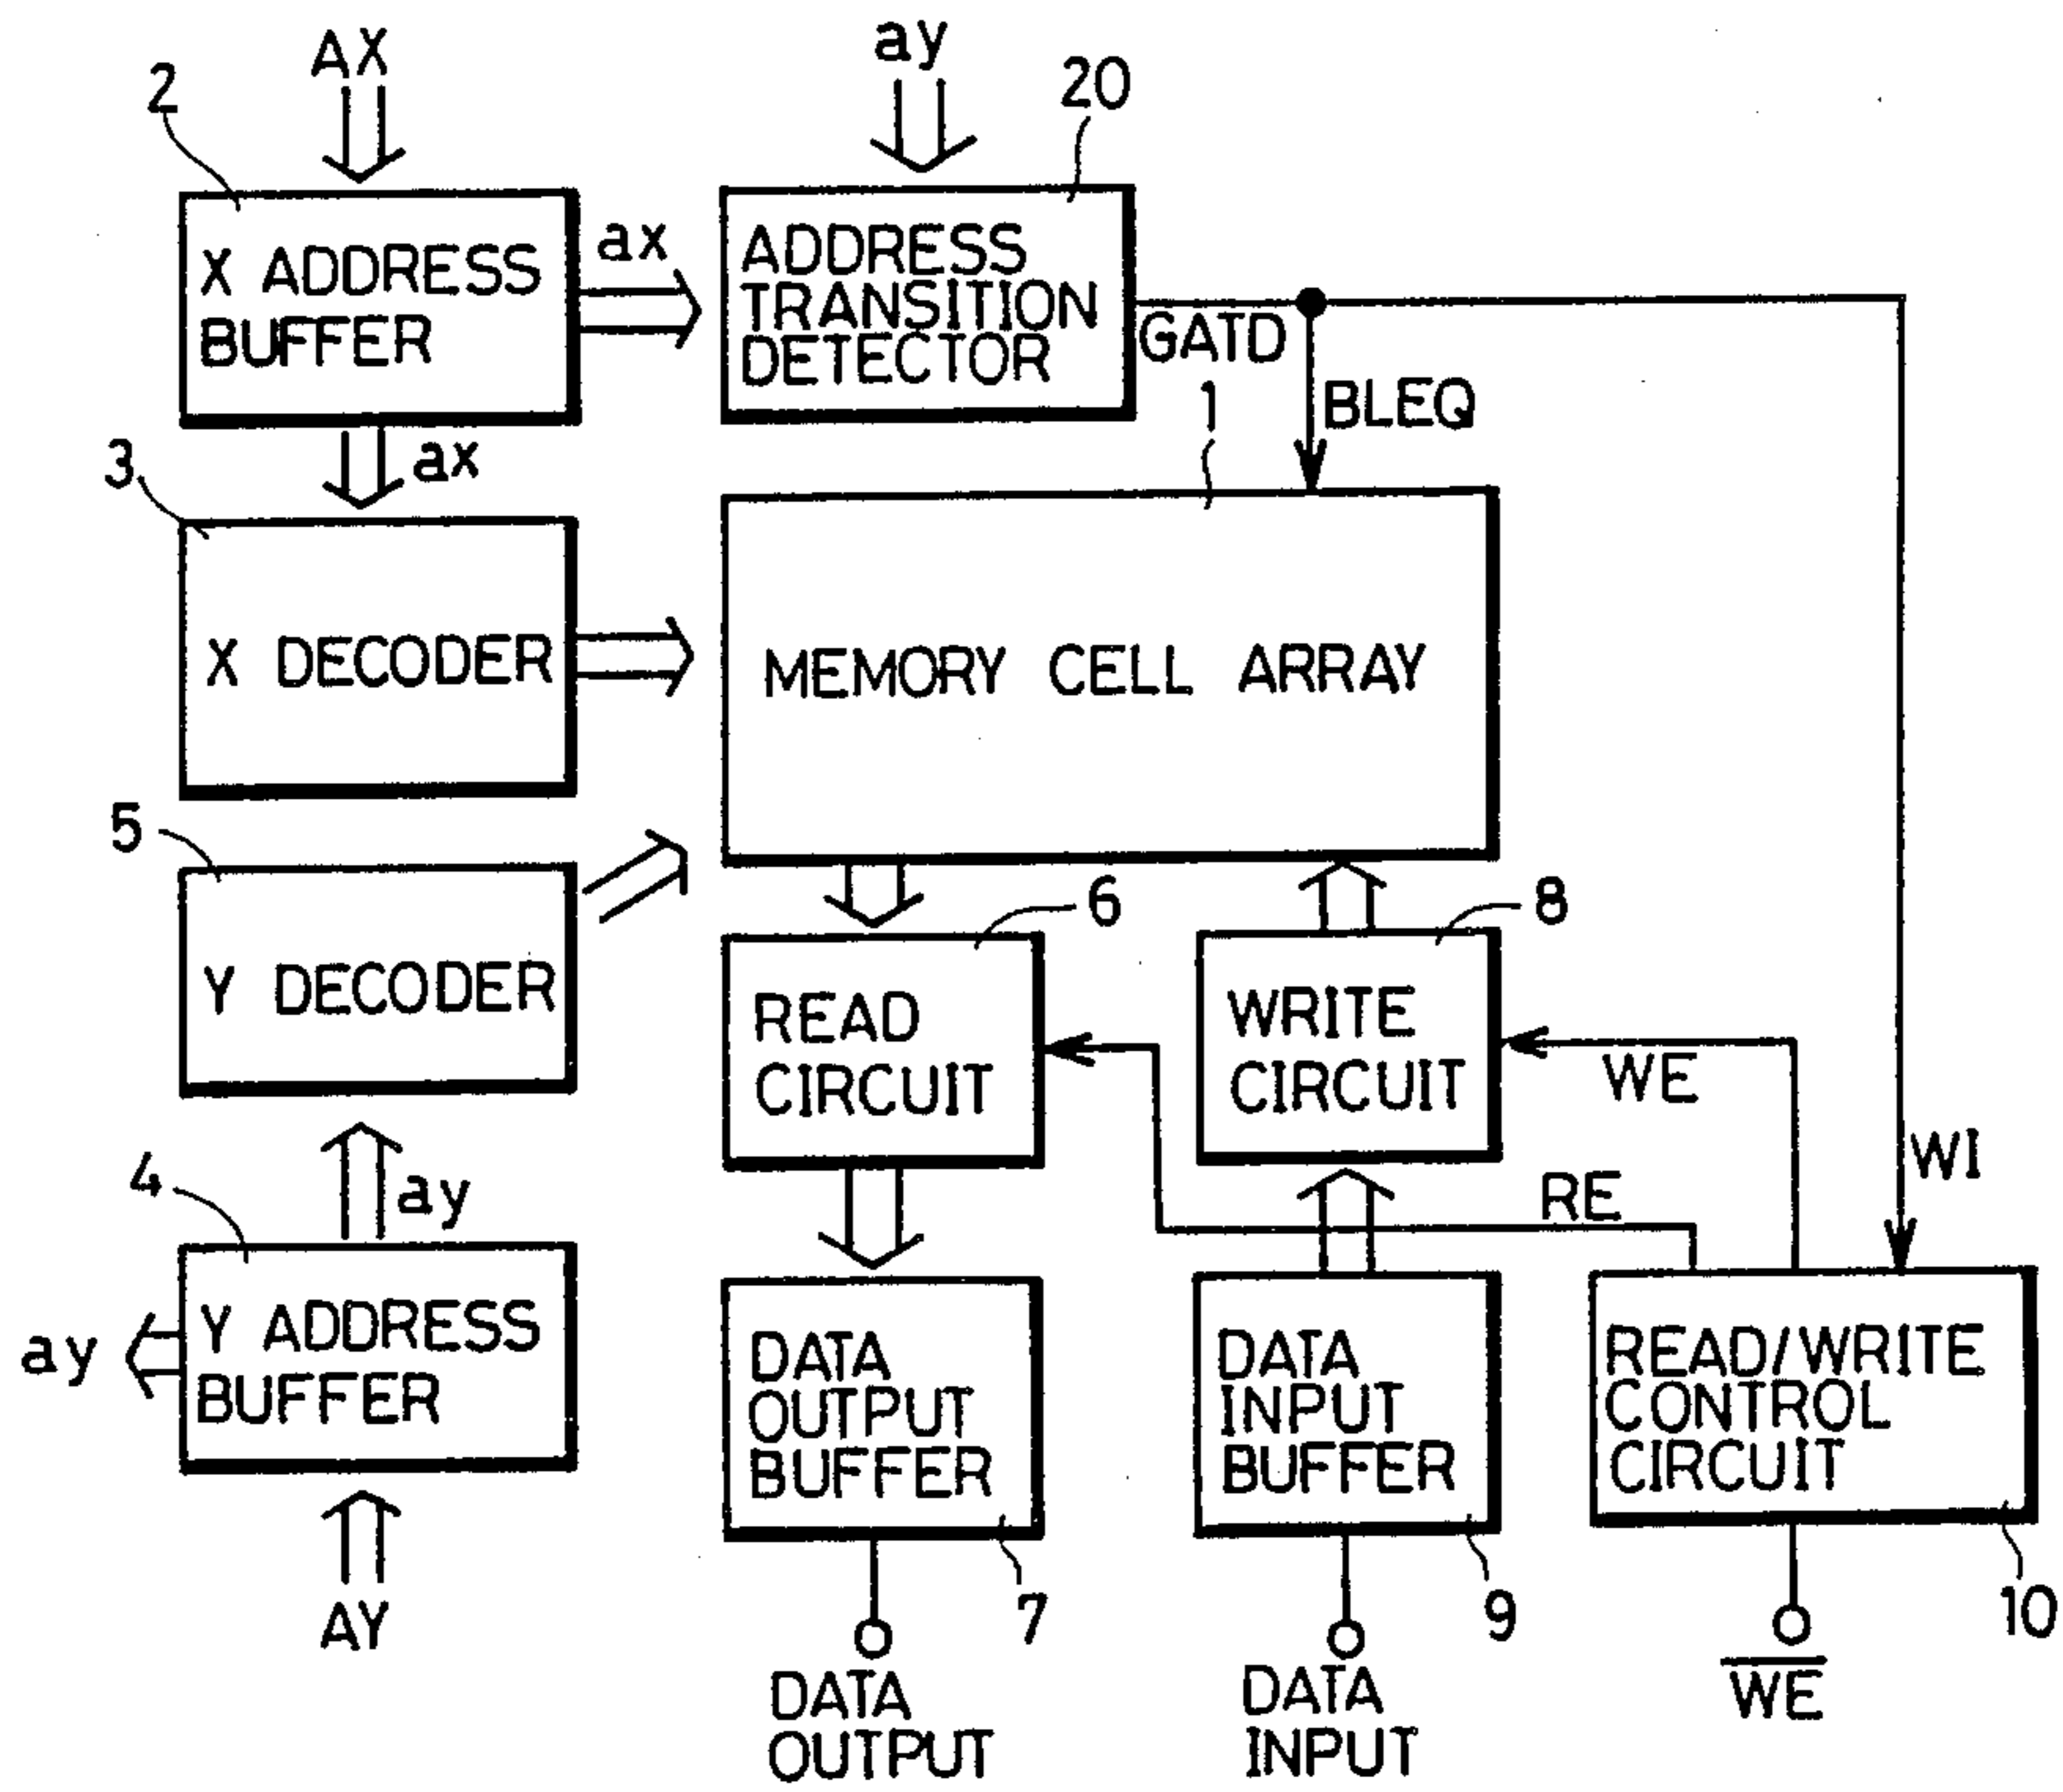 AX
ay
2
20
X ADDRESS
BUFFER
ax
ADDRESS
TRANSITION
DETECTOR
GATD
1
BLEQ
ax
3
X DECODER
MEMORY CELL ARRAY
5
6
8
Y DECODER
READ
CIRCUIT
WRITE
CIRCUIT
WE
WI
RE
4
ay
ay
Y ADDRESS
BUFFER
DATA
OUTPUT
BUFFER
DATA
INPUT
BUFFER
READ/WRITE
CONTROL
CIRCUIT
AY
7
9
10
DATA
OUTPUT
DATA
INPUT
W̅E̅